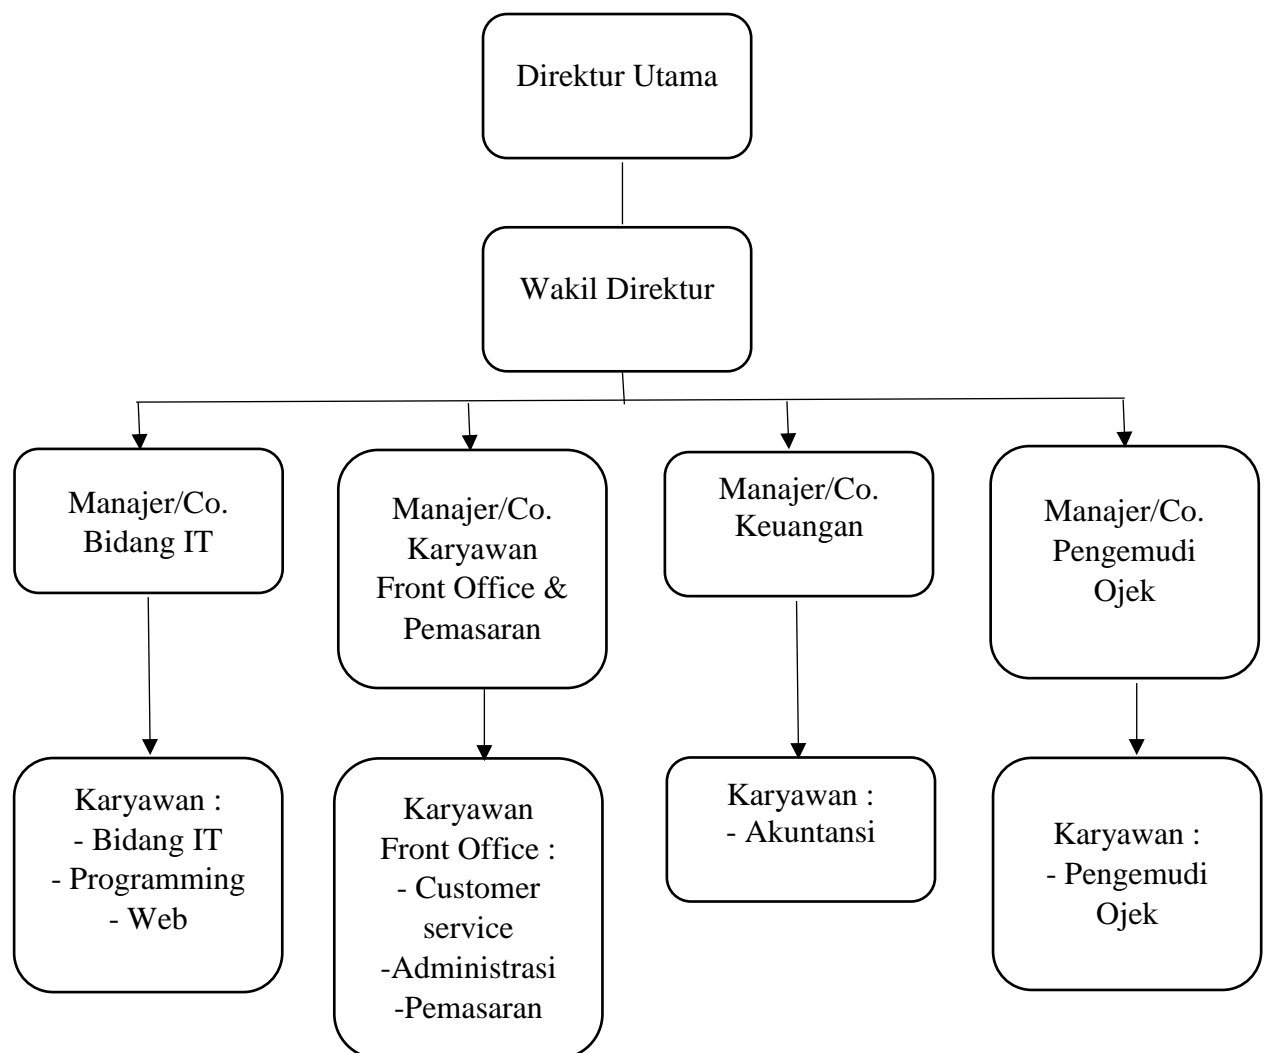 Direktur Utama
Wakil Direktur
Manajer/Co.
Bidang IT
Manajer/Co.
Karyawan
Front Office &
Pemasaran
Manajer/Co.
Keuangan
Manajer/Co.
Pengemudi
Ojek
Karyawan :
- Bidang IT
- Programming
- Web
Karyawan
Front Office :
- Customer
service
-Administrasi
-Pemasaran
Karyawan :
- Akuntansi
Karyawan :
- Pengemudi
Ojek